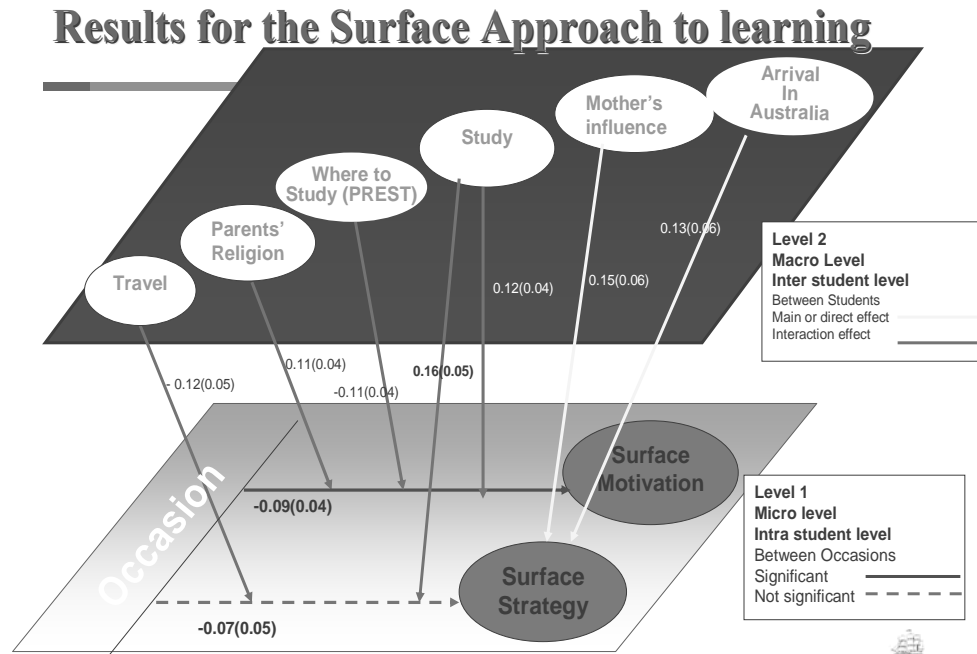 Results for the Surface Approach to learning
Arrival
In
Australia
Mother's
influence
Study
Where to
Study (PREST)
Parents'
Religion
Travel
0.13(0.06)
0.12(0.04)
0.15(0.06)
Level 2
Macro Level
Inter student level
Between Students
Main or direct effect
Interaction effect
0.11(0.04)
0.16(0.05)
- 0.12(0.05)
-0.11(0.04)
Occasion
Surface
Motivation
-0.09(0.04)
Level 1
Micro level
Intra student level
Between Occasions
Significant
Not significant
Surface
Strategy
-0.07(0.05)